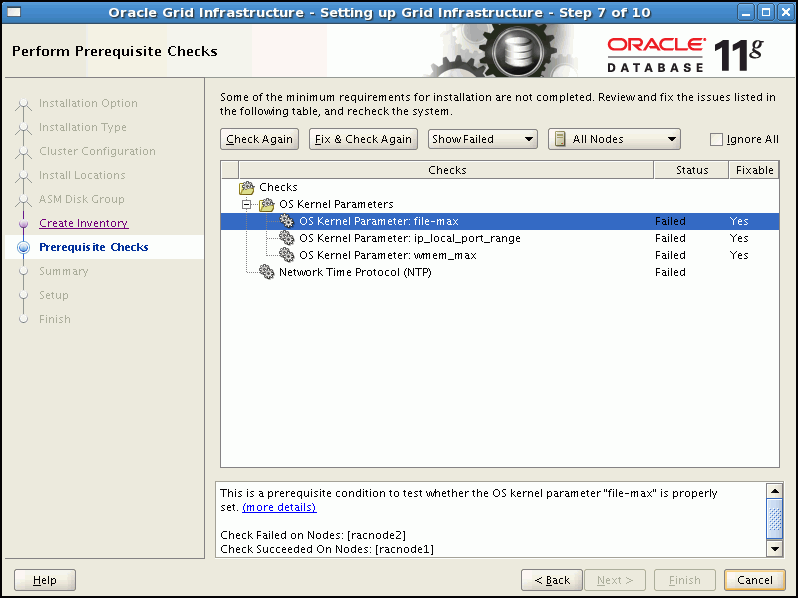 Oracle Grid Infrastructure - Setting up Grid Infrastructure - Step 7 of 10
Perform Prerequisite Checks
ORACLE®
DATABASE 11g
Installation Option
Installation Type
Cluster Configuration
Install Locations
ASM Disk Group
Create Inventory
Prerequisite Checks
Summary
Setup
Finish
Some of the minimum requirements for installation are not completed. Review and fix the issues listed in
the following table, and recheck the system.
Check Again Fix & Check Again Show Failed All Nodes Ignore All
Checks Status Fixable
Checks
OS Kernel Parameters
OS Kernel Parameter: file-max Failed Yes
OS Kernel Parameter: ip_local_port_range Failed Yes
OS Kernel Parameter: wmem_max Failed Yes
Network Time Protocol (NTP) Failed
This is a prerequisite condition to test whether the OS kernel parameter "file-max" is properly
set. (more details)
Check Failed on Nodes: [racnode2]
Check Succeeded On Nodes: [racnode1]
Help < Back Next > Finish Cancel